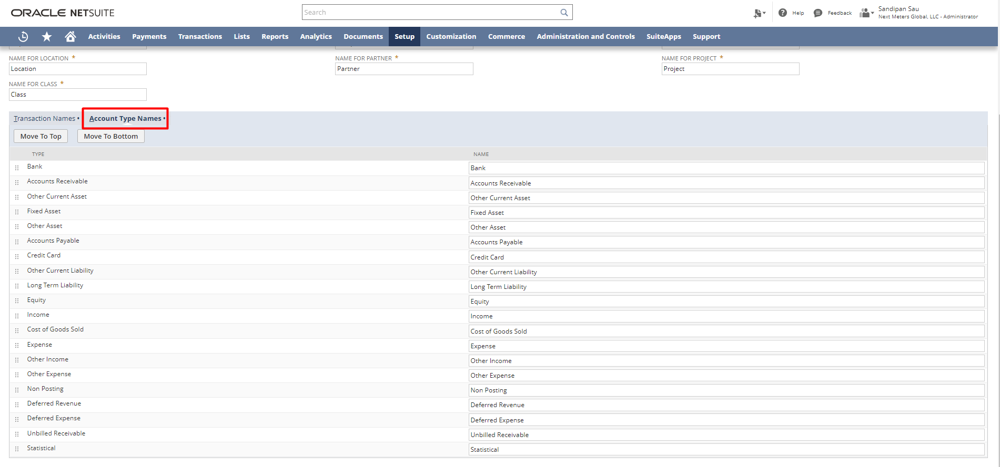 ORACLE NETSUITE
Search
Help
Feedback
Sandipan Sau
Next Meters Global, LLC - Administrator
Activities Payments Transactions Lists Reports Analytics Documents Setup Customization Commerce Administration and Controls SuiteApps Support
NAME FOR LOCATION * NAME FOR PARTNER * NAME FOR PROJECT *
Location Partner Project
NAME FOR CLASS *
Class
Transaction Names • Account Type Names •
Move To Top Move To Bottom
TYPE NAME
Bank Bank
Accounts Receivable Accounts Receivable
Other Current Asset Other Current Asset
Fixed Asset Fixed Asset
Other Asset Other Asset
Accounts Payable Accounts Payable
Credit Card Credit Card
Other Current Liability Other Current Liability
Long Term Liability Long Term Liability
Equity Equity
Income Income
Cost of Goods Sold Cost of Goods Sold
Expense Expense
Other Income Other Income
Other Expense Other Expense
Non Posting Non Posting
Deferred Revenue Deferred Revenue
Deferred Expense Deferred Expense
Unbilled Receivable Unbilled Receivable
Statistical Statistical